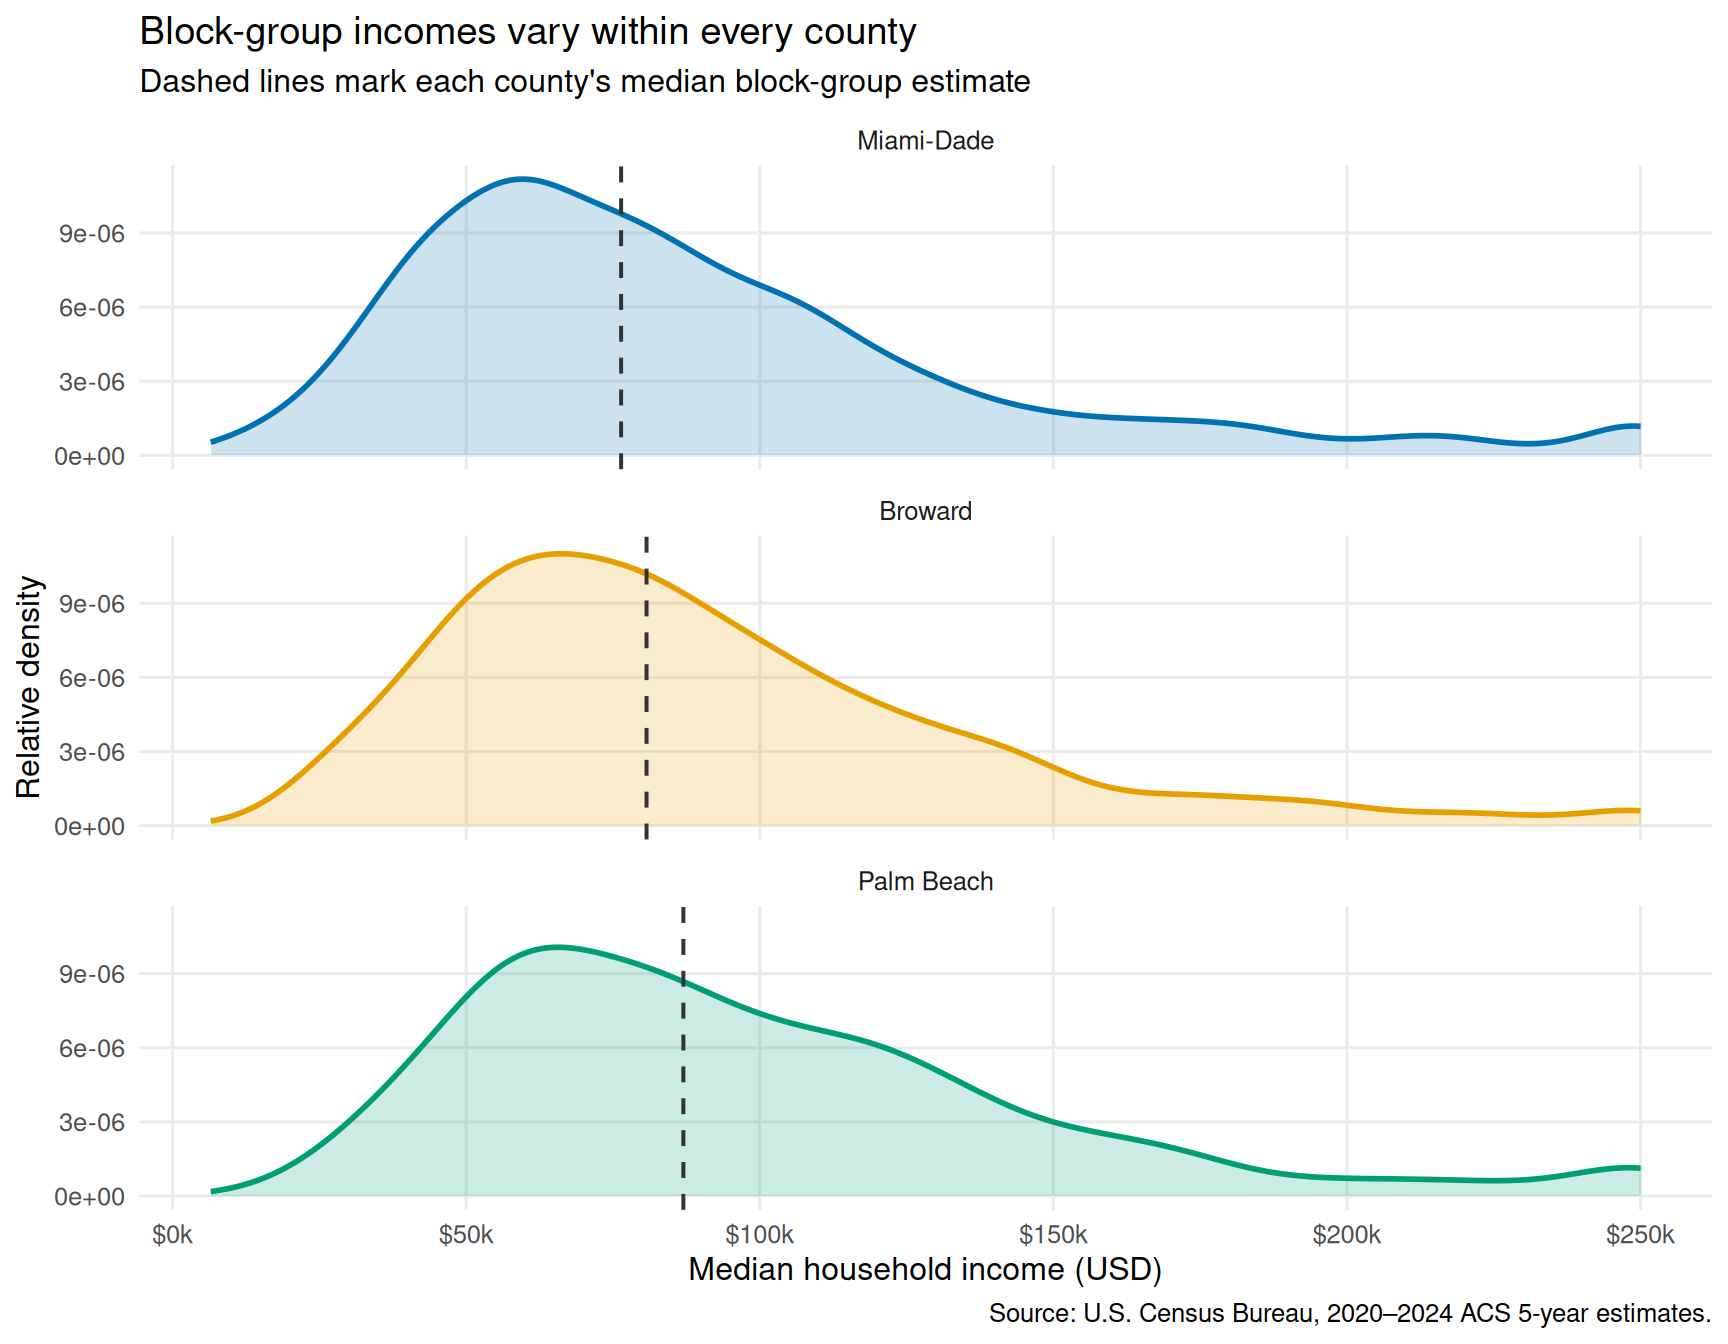 Block-group incomes vary within every county
Dashed lines mark each county's median block-group estimate
Miami-Dade
9e-06
6e-06
3e-06
0e+00
Broward
Relative density
9e-06
6e-06
3e-06
0e+00
Palm Beach
9e-06
6e-06
3e-06
0e+00
$0k $50k $100k $150k $200k $250k
Median household income (USD)
Source: U.S. Census Bureau, 2020–2024 ACS 5-year estimates.